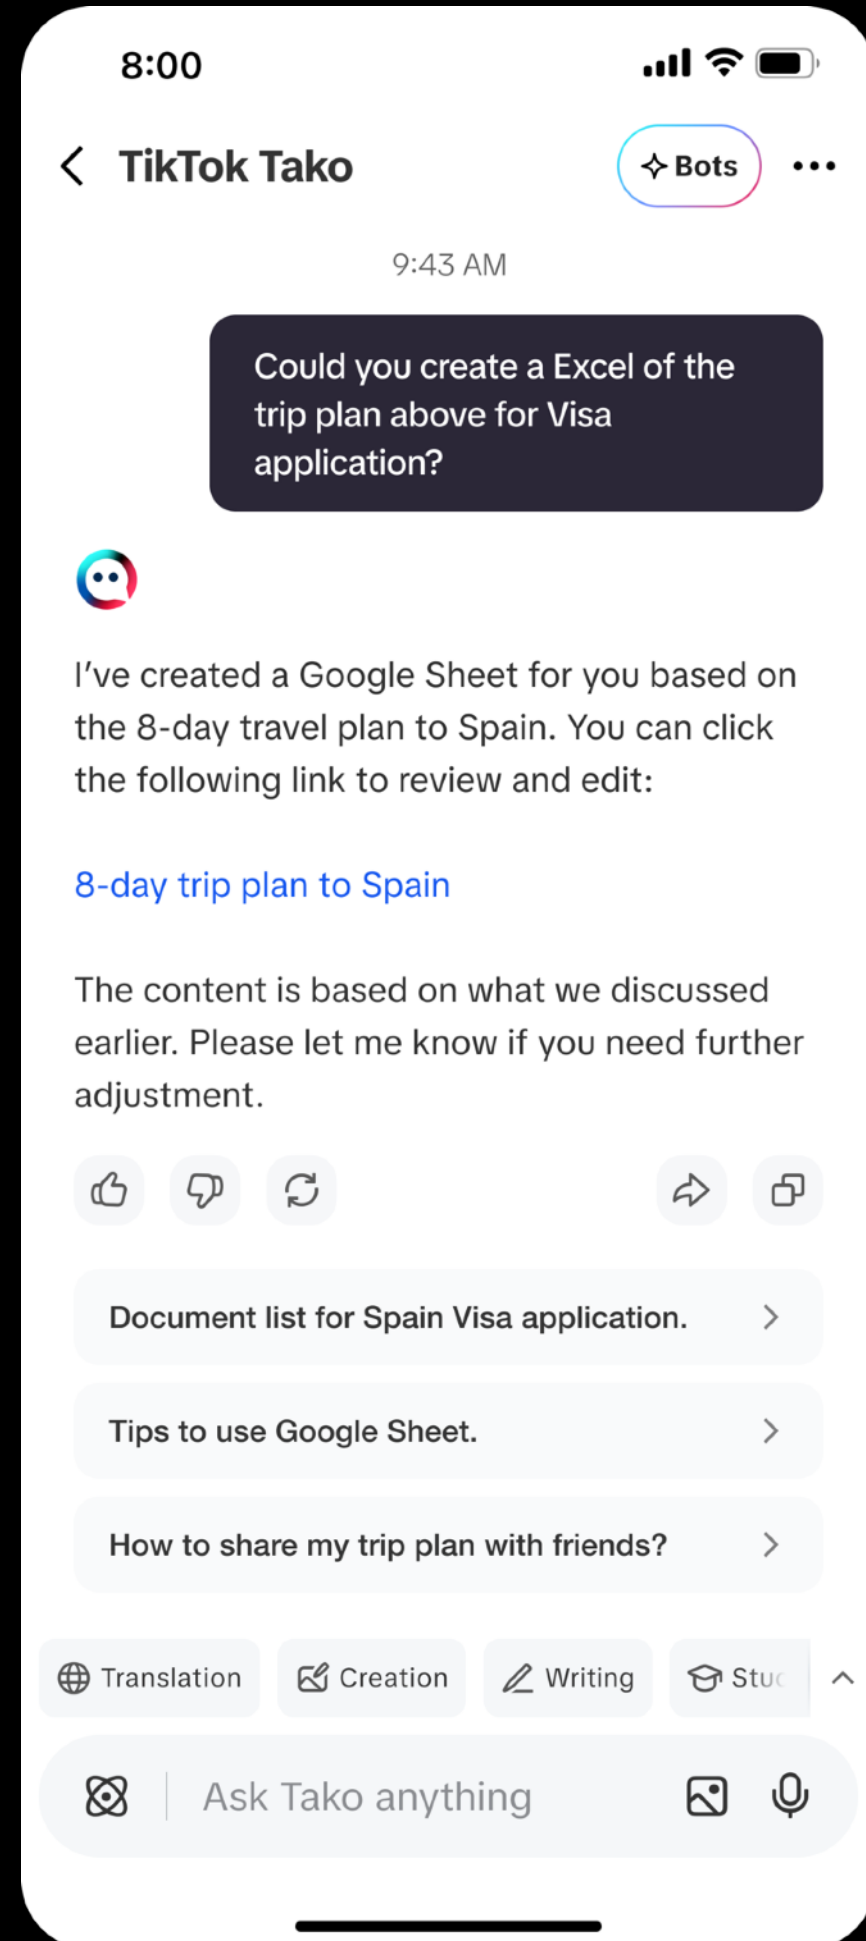 8:00
TikTok Tako
Bots
9:43 AM
Could you create a Excel of the
trip plan above for Visa
application?
I've created a Google Sheet for you based on
the 8-day travel plan to Spain. You can click
the following link to review and edit:
8-day trip plan to Spain
The content is based on what we discussed
earlier. Please let me know if you need further
adjustment.
Document list for Spain Visa application.
Tips to use Google Sheet.
How to share my trip plan with friends?
Translation
Creation
Writing
Ask Tako anything